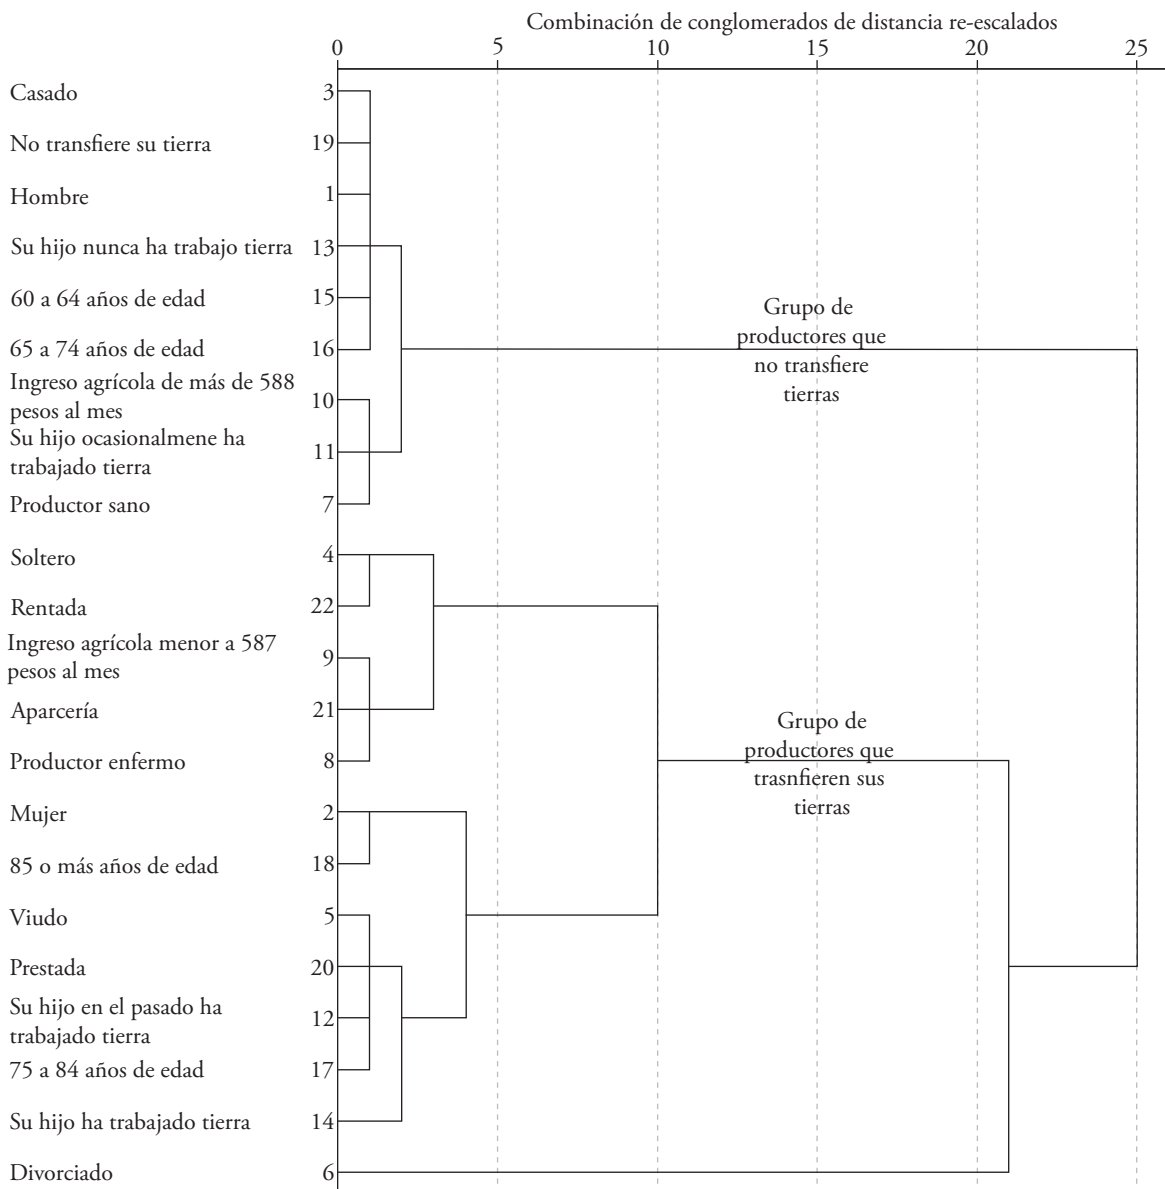 Combinación de conglomerados de distancia re-escalados
0 5 10 15 20 25
Casado 3
No transfiere su tierra 19
Hombre 1
Su hijo nunca ha trabajo tierra 13
60 a 64 años de edad 15
65 a 74 años de edad 16
Ingreso agrícola de más de 588
pesos al mes
10
Su hijo ocasionalmene ha
trabajado tierra
11
Productor sano 7
Grupo de
productores que
no transfiere
tierras
Soltero 4
Rentada 22
Ingreso agrícola menor a 587
pesos al mes
9
Aparcería 21
Productor enfermo 8
Mujer 2
85 o más años de edad 18
Viudo 5
Prestada 20
Su hijo en el pasado ha
trabajado tierra
12
75 a 84 años de edad 17
Su hijo ha trabajado tierra 14
Divorciado 6
Grupo de
productores que
trasnfieren sus
tierras